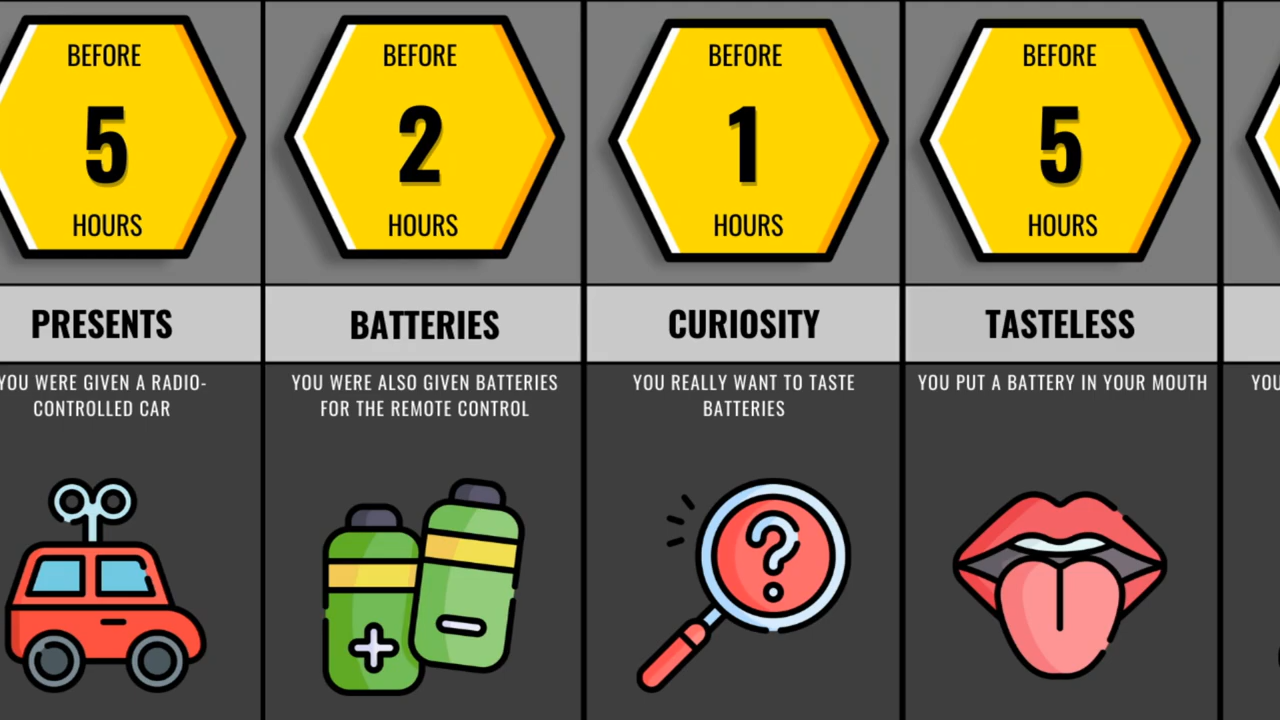 BEFORE
5
HOURS
PRESENTS
YOU WERE GIVEN A RADIO-
CONTROLLED CAR
BEFORE
2
HOURS
BATTERIES
YOU WERE ALSO GIVEN BATTERIES
FOR THE REMOTE CONTROL
BEFORE
1
HOURS
CURIOSITY
YOU REALLY WANT TO TASTE
BATTERIES
BEFORE
5
HOURS
TASTELESS
YOU PUT A BATTERY IN YOUR MOUTH